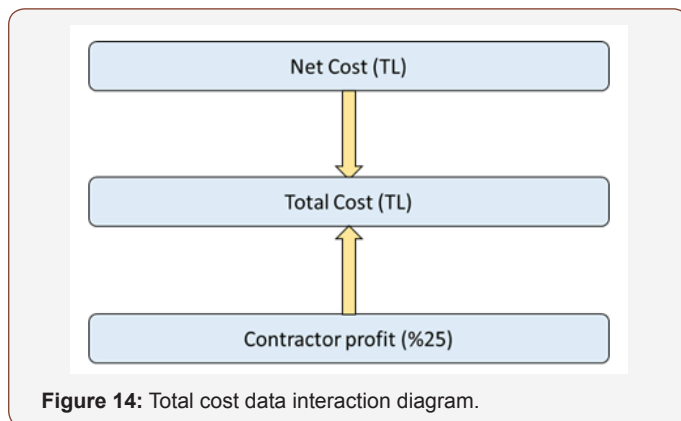 Net Cost (TL)
Total Cost (TL)
Contractor profit (%25)
Figure 14: Total cost data interaction diagram.